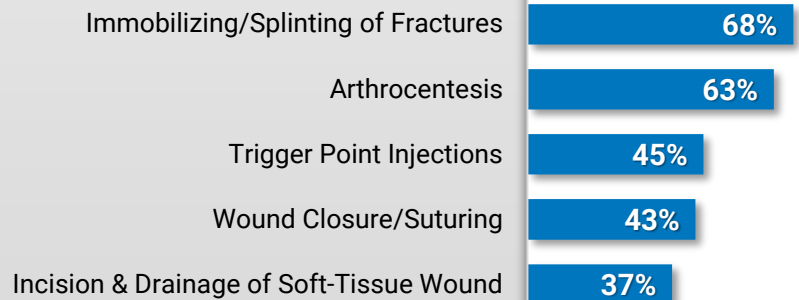 Immobilizing/Splinting of Fractures 68%
Arthrocentesis 63%
Trigger Point Injections 45%
Wound Closure/Suturing 43%
Incision & Drainage of Soft-Tissue Wound 37%